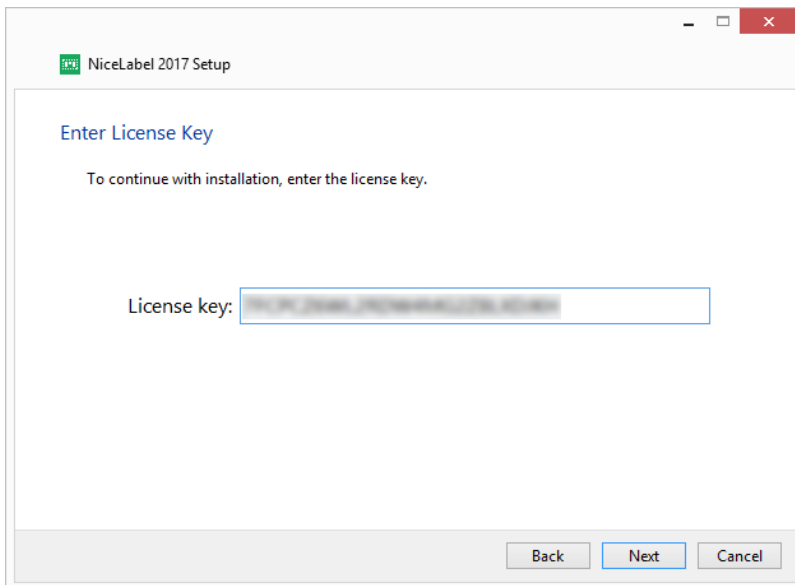 NiceLabel 2017 Setup
Enter License Key
To continue with installation, enter the license key.
License key:
Back Next Cancel